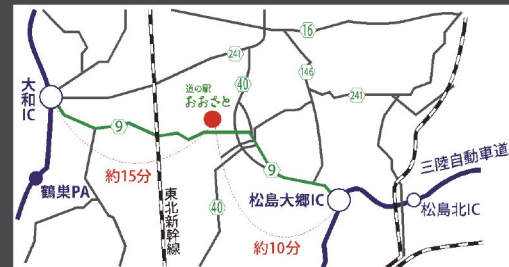 16
241
40
146
241
大和
IC
道の駅
おおさと
9
約15分
鶴巣PA
東北新幹線
9
三陸自動車道
松島大郷IC
松島北IC
40
約10分